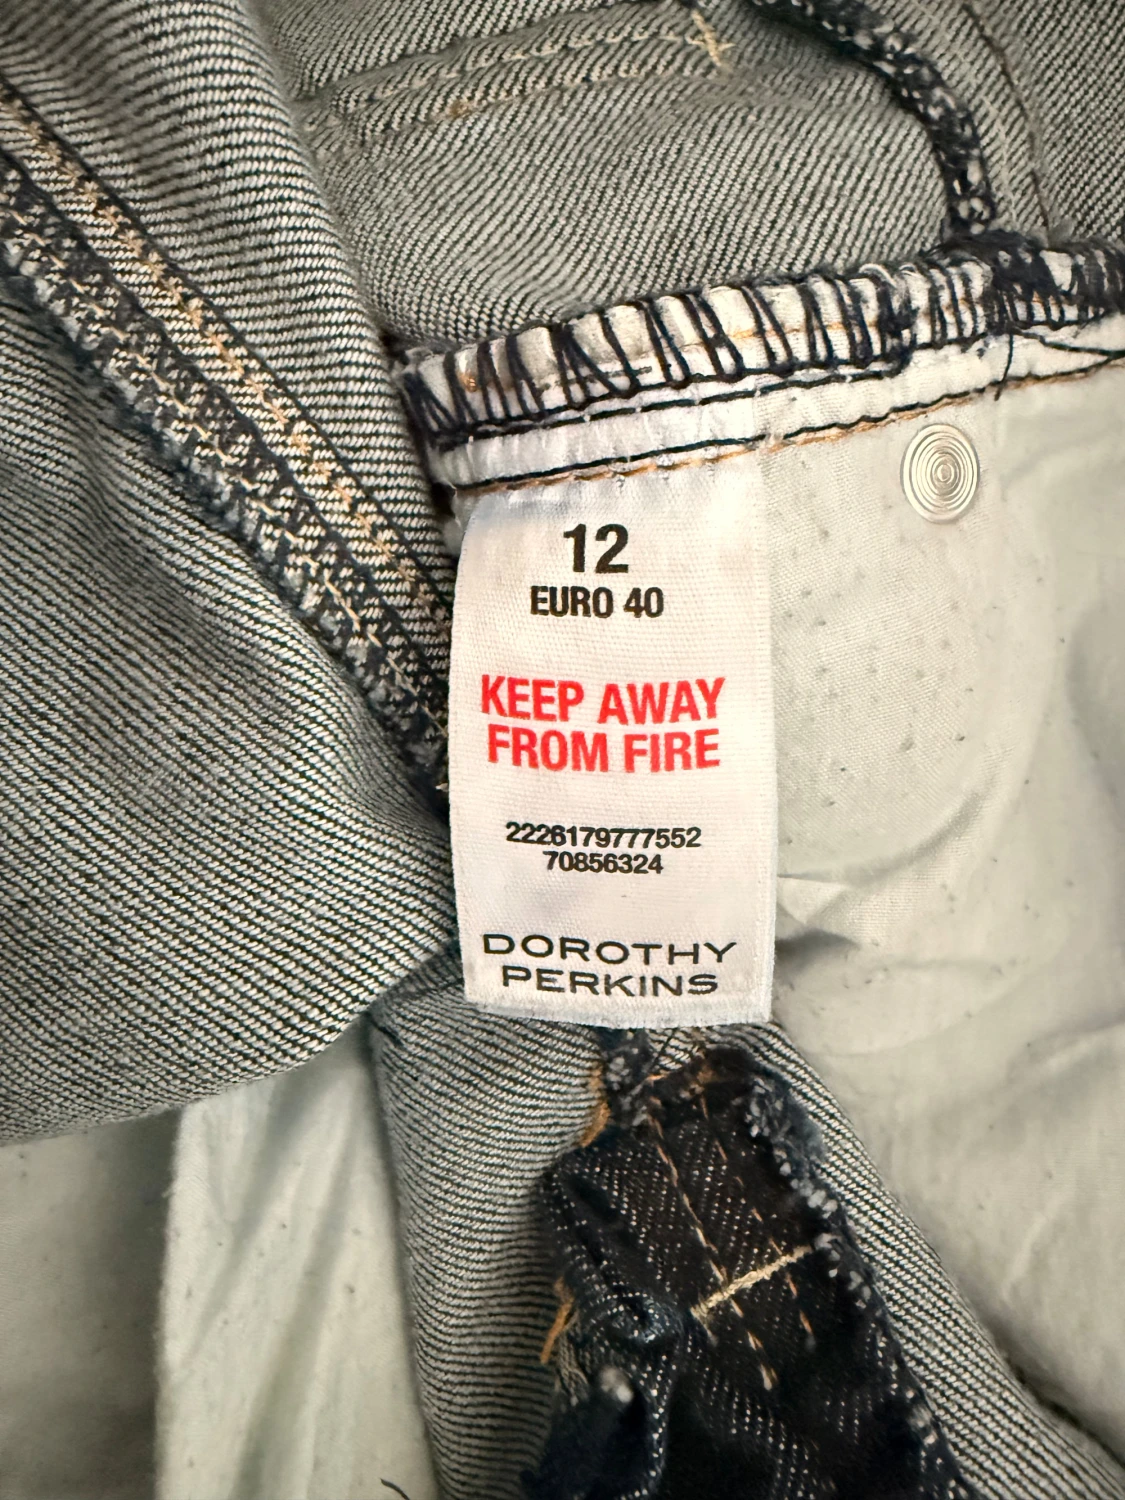 12
EURO 40
KEEP AWAY
FROM FIRE
2226179777552
70856324
DOROTHY
PERKINS